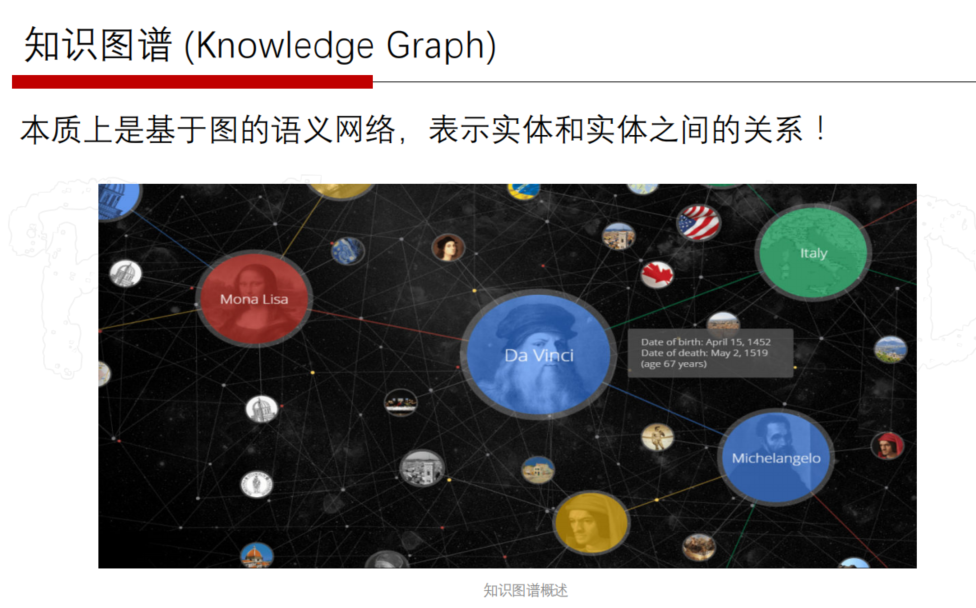 知识图谱 (Knowledge Graph)
本质上是基于图的语义网络，表示实体和实体之间的关系！
Italy
Mona Lisa
Date of birth: April 15, 1452
Da Vinci
Date of death: May 2, 1519
(age 67 years)
Michelangelo
知识图谱概述